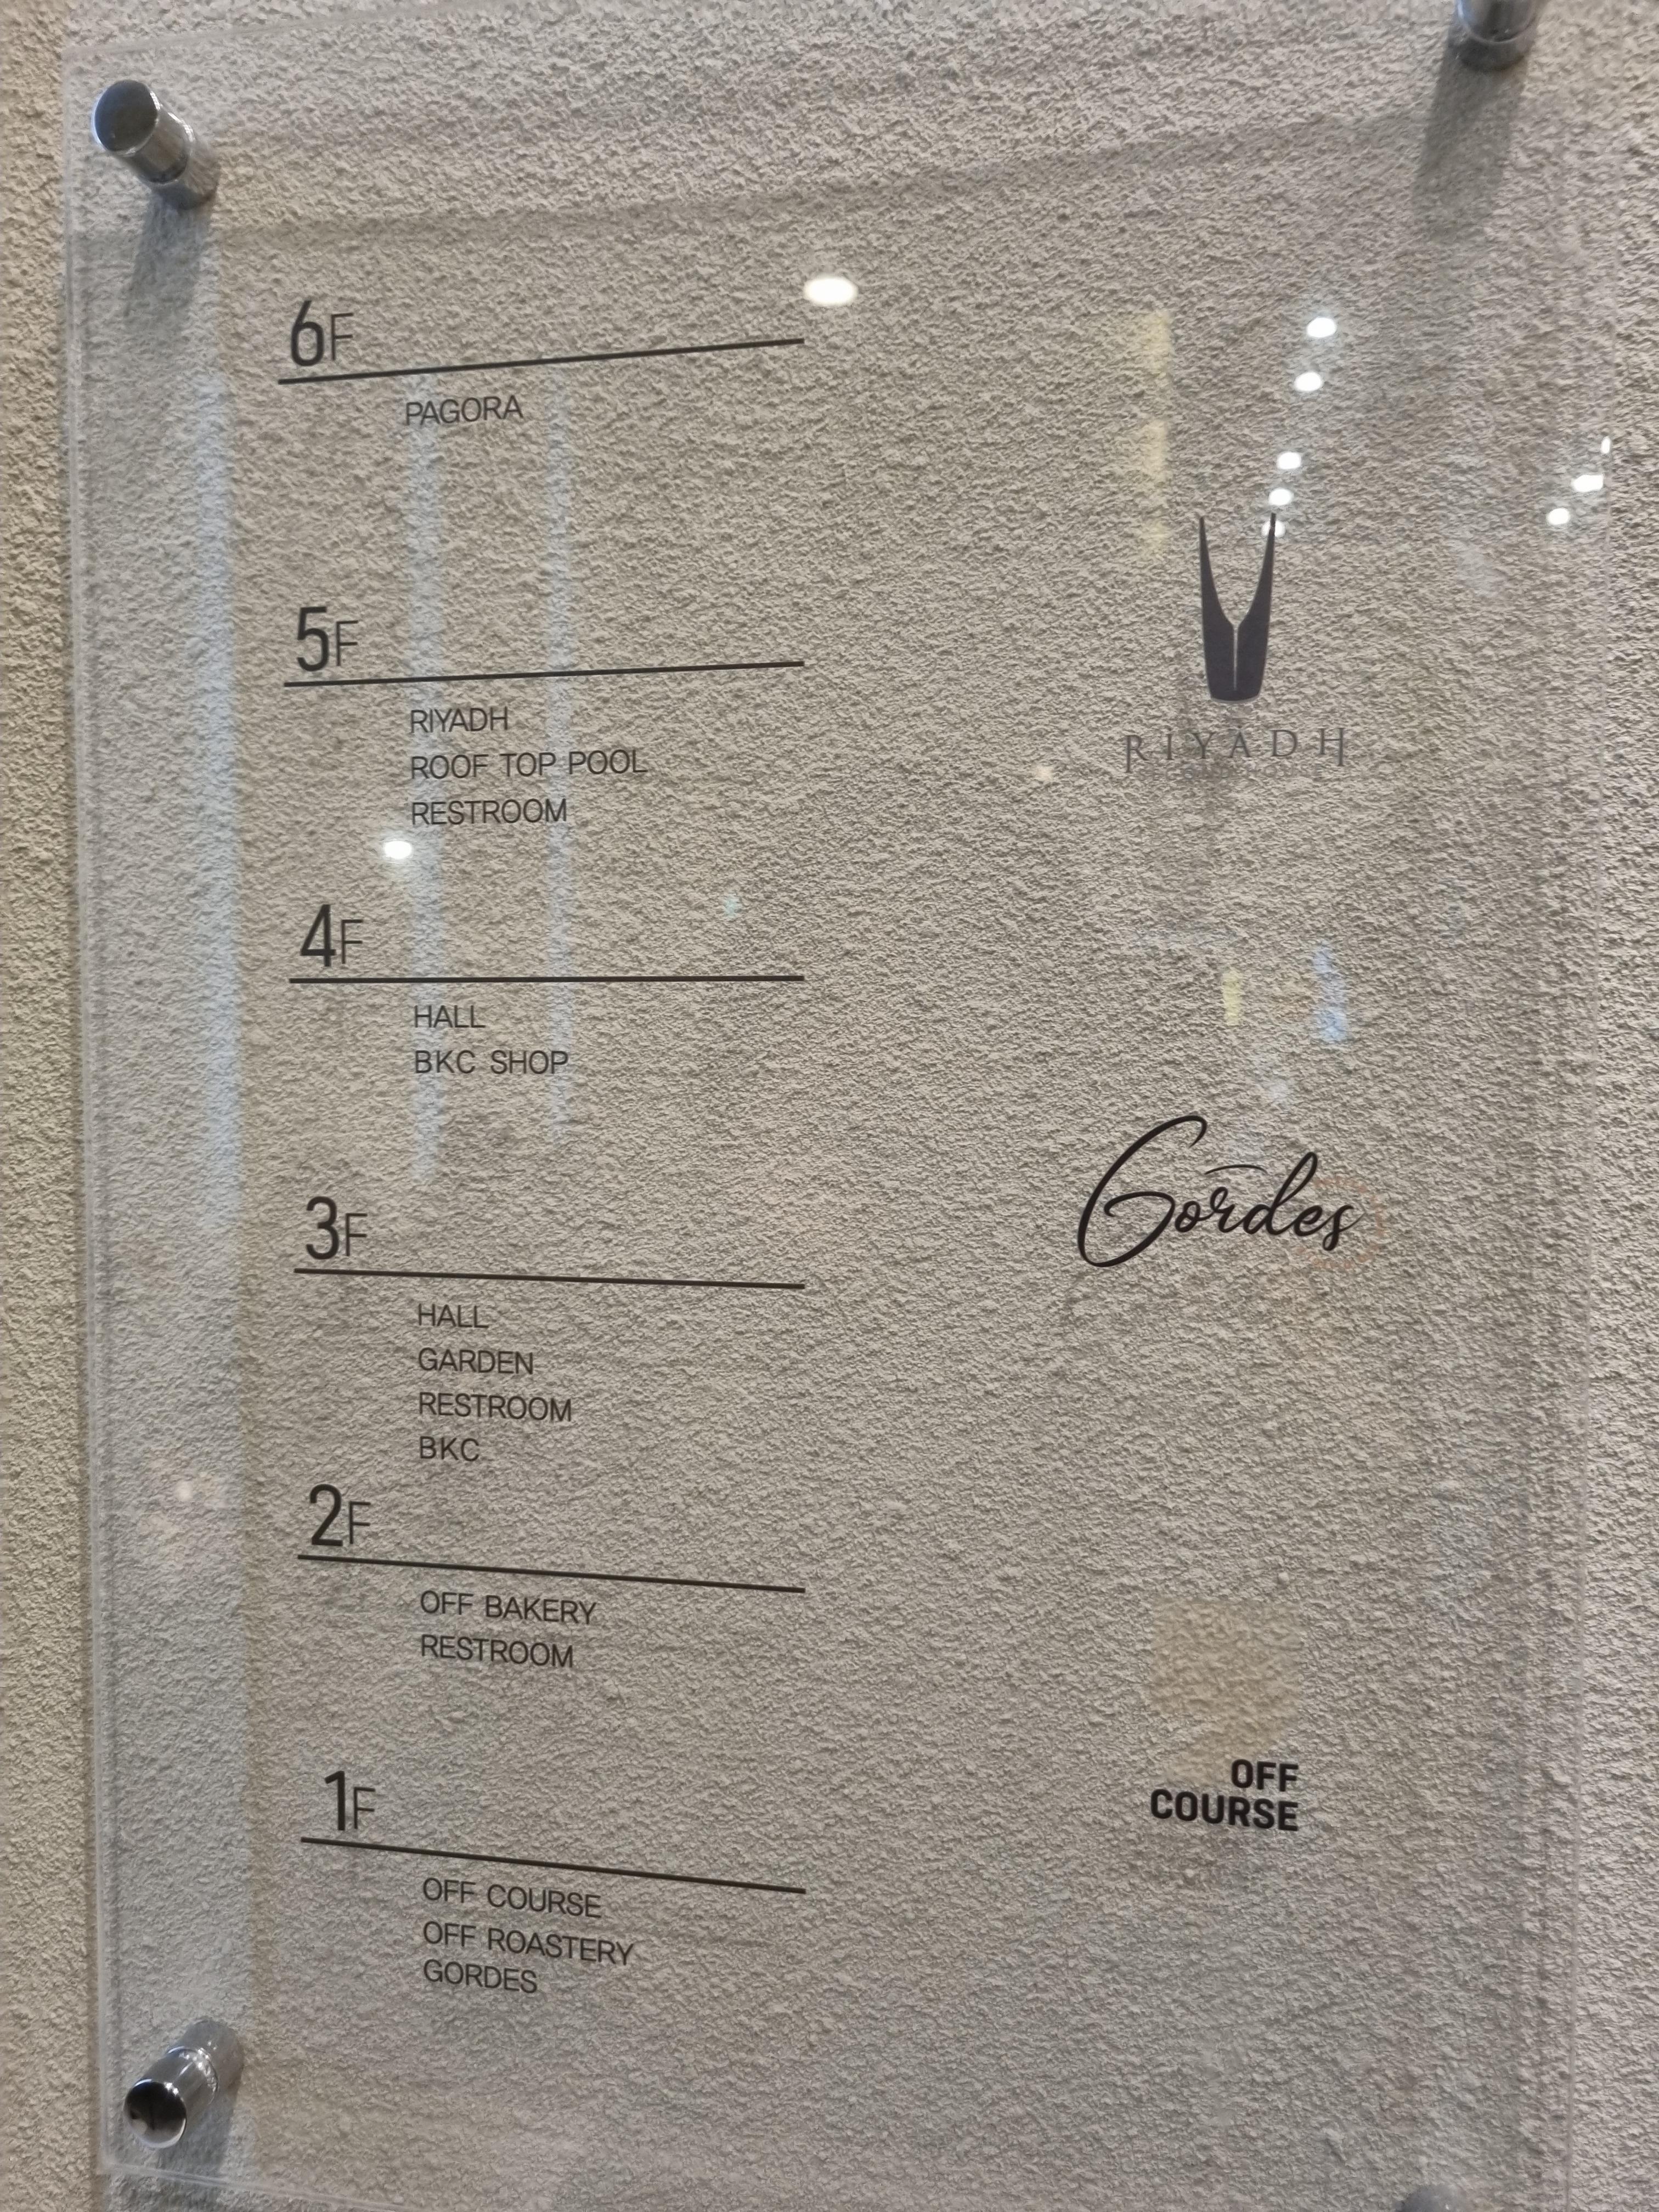 6F
PAGORA
5F
RIYADH
ROOF TOP POOL
RESTROOM
4F
HALL
BKC SHOP
3F
HALL
GARDEN
RESTROOM
BKC
2F
OFF BAKERY
RESTROOM
1F
OFF COURSE
OFF ROASTERY
GORDES
RIYADH
Gordes
OFF
COURSE